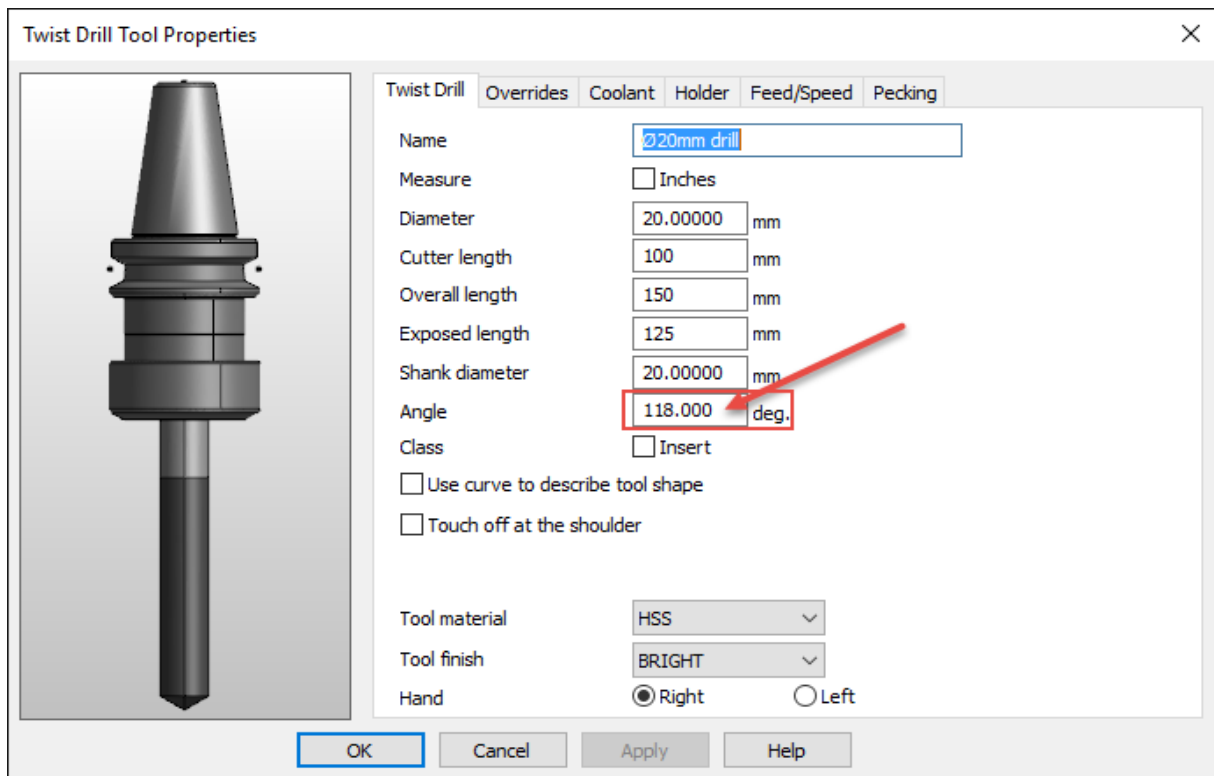 Twist Drill Tool Properties
Twist Drill Overrides Coolant Holder Feed/Speed Pecking
Name Ø20mm drill
Measure Inches
Diameter 20.00000 mm
Cutter length 100 mm
Overall length 150 mm
Exposed length 125 mm
Shank diameter 20.00000 mm
Angle 118.000 deg.
Class Insert
Use curve to describe tool shape
Touch off at the shoulder
Tool material HSS
Tool finish BRIGHT
Hand Right Left
OK Cancel Apply Help